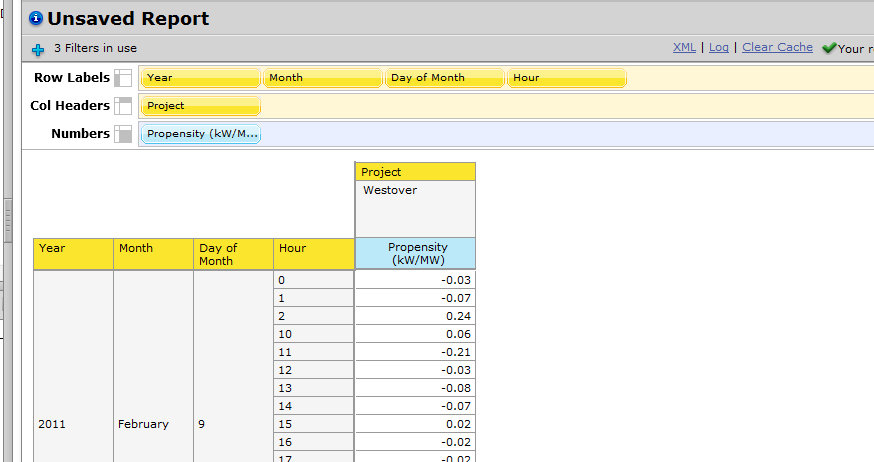 Unsaved Report
3 Filters in use
XML | Log | Clear Cache Your r
Row Labels Year Month Day of Month Hour
Col Headers Project
Numbers Propensity (kW/M...
Project
Westover
Year Month Day of Month Hour Propensity (kW/MW)
0 -0.03
1 -0.07
2 0.24
10 0.06
11 -0.21
12 -0.03
13 -0.08
14 -0.07
2011 February 9 15 0.02
16 -0.02
17 -0.02